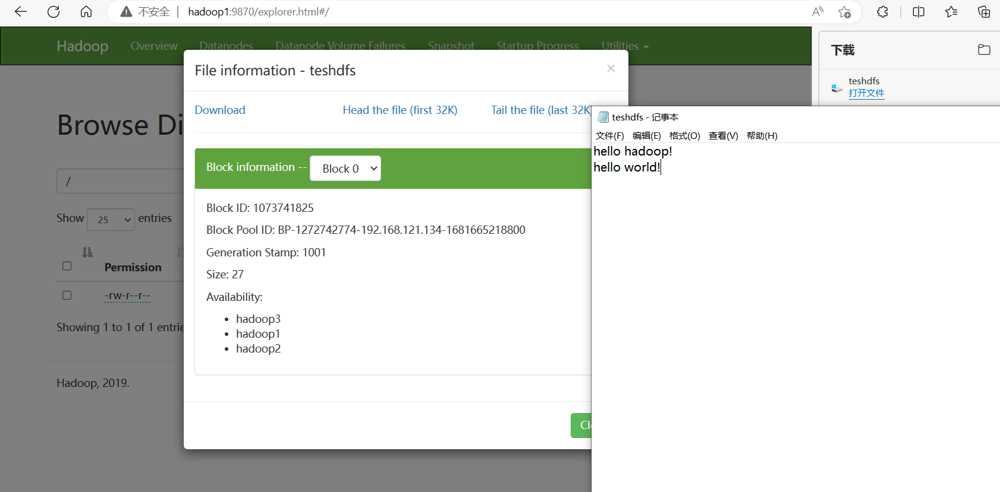 不安全 | hadoop1:9870/explorer.html#/
Hadoop Overview Datanodes Datanode Volume Failures Snapshot Startup Progress Utilities
下载
teshdfs
打开文件
File information - teshdfs
×
Download Head the file (first 32K) Tail the file (last 32K)
Browse Di
Block information -- Block 0
/
Show 25 entries
Permission
-rw-r--r--
Showing 1 to 1 of 1 entrie
Hadoop, 2019.
Block ID: 1073741825
Block Pool ID: BP-1272742774-192.168.121.134-1681665218800
Generation Stamp: 1001
Size: 27
Availability:
• hadoop3
• hadoop1
• hadoop2
Cl
teshdfs - 记事本
文件(F) 编辑(E) 格式(O) 查看(V) 帮助(H)
hello hadoop!
hello world!